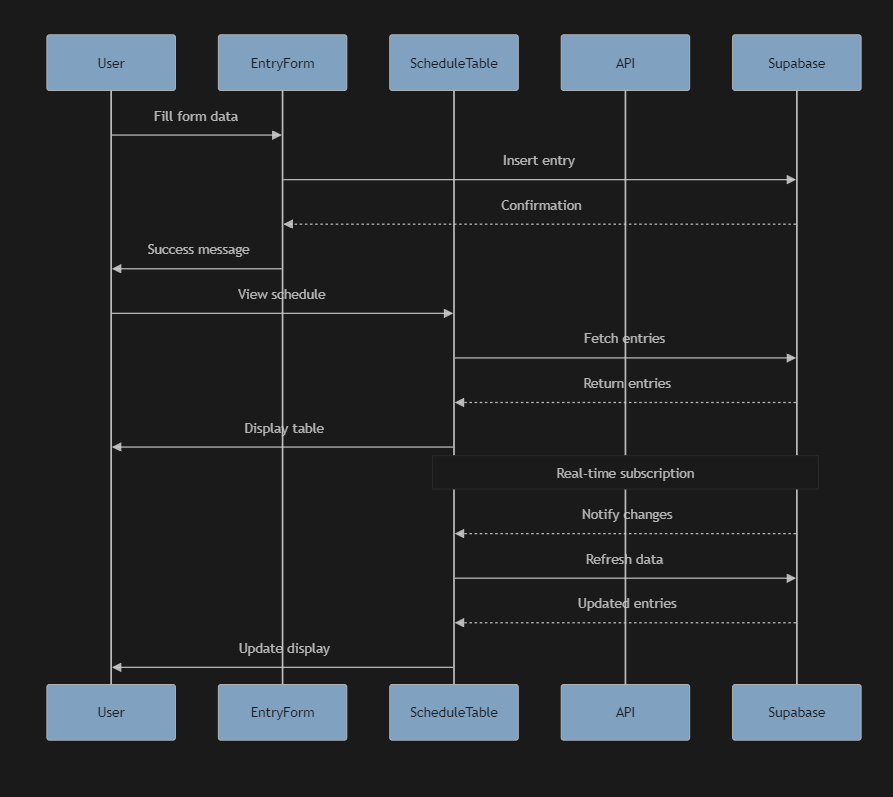 User
EntryForm
ScheduleTable
API
Supabase
Fill form data
Insert entry
Confirmation
Success message
View schedule
Fetch entries
Return entries
Display table
Real-time subscription
Notify changes
Refresh data
Updated entries
Update display
User
EntryForm
ScheduleTable
API
Supabase